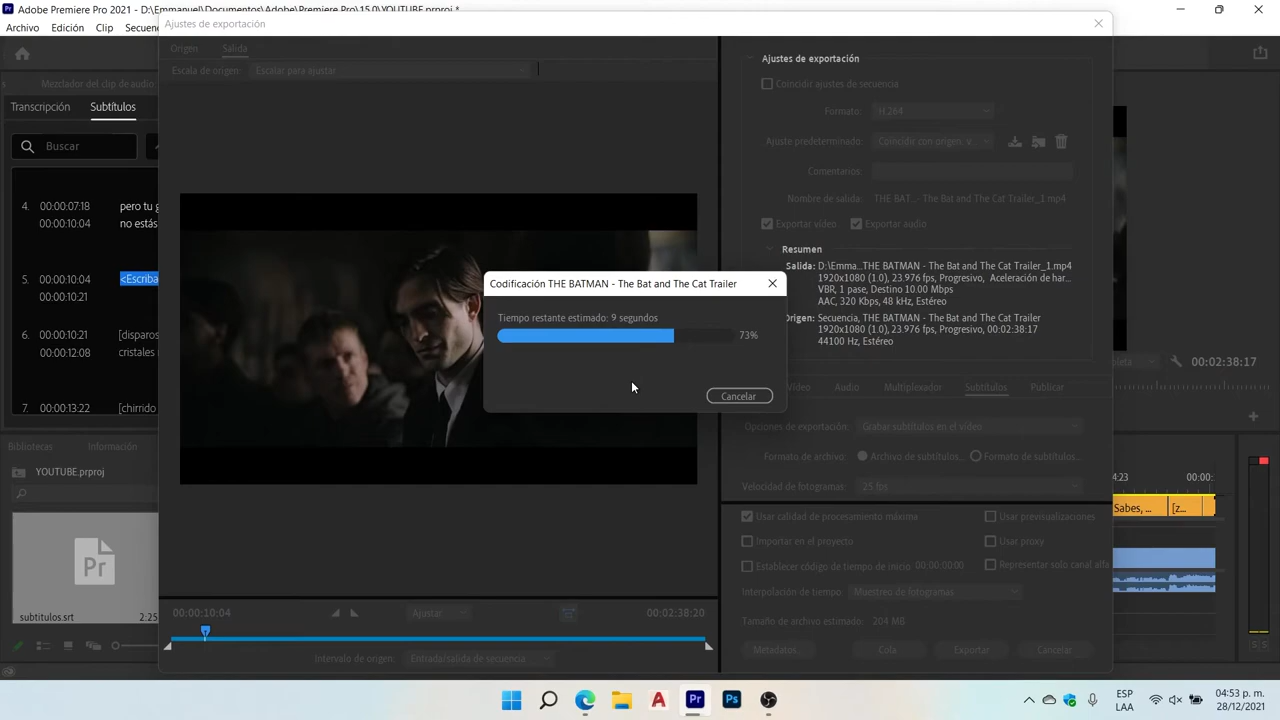 Adobe Premiere Pro 2021 - D:\Emmanuel\Documentos\Adobe\Premiere Pro\15.0\YOUTUBE.prproj *
Archivo Edición Clip Secuen
Ajustes de exportación
Origen Salida
Escala de origen: Escalar para ajustar
Mezclador del clip de audio:
Transcripción Subtítulos
Buscar
4. 00:00:07:18 pero tu g
00:00:10:04 no estás
5. 00:00:10:04 <Escriba
00:00:10:21
6. 00:00:10:21 [disparos
00:00:12:08 cristales
7. 00:00:13:22 [chirrido
Bibliotecas Información
YOUTUBE.prproj
Pr
subtitulos.srt 2:25
00:00:10:04 Ajustar 00:02:38:20
Intervalo de origen: Entrada/salida de secuencia
Codificación THE BATMAN - The Bat and The Cat Trailer
Tiempo restante estimado: 9 segundos
73%
Cancelar
Ajustes de exportación
Coincidir ajustes de secuencia
Formato: H.264
Ajuste predeterminado: Coincidir con origen: v...
Comentarios:
Nombre de salida: THE BAT...- The Bat and The Cat Trailer_1.mp4
Exportar vídeo Exportar audio
Resumen
Salida: D:\Emma...THE BATMAN - The Bat and The Cat Trailer_1.mp4
1920x1080 (1.0), 23.976 fps, Progresivo, Aceleración de har...
VBR, 1 pase, Destino 10.00 Mbps
AAC, 320 Kbps, 48 kHz, Estéreo
Origen: Secuencia, THE BATMAN - The Bat and The Cat Trailer
1920x1080 (1.0), 23.976 fps, Progresivo, 00:02:38:17
44100 Hz, Estéreo
Vídeo Audio Multiplexador Subtítulos Publicar
Opciones de exportación: Grabar subtítulos en el vídeo
Formato de archivo: Archivo de subtítulos... Formato de subtítulos...
Velocidad de fotogramas: 25 fps
Usar calidad de procesamiento máxima Usar previsualizaciones
Importar en el proyecto Usar proxy
Establecer código de tiempo de inicio 00:00:00:00 Representar solo canal alfa
Interpolación de tiempo: Muestreo de fotogramas
Tamaño de archivo estimado: 204 MB
Metadatos... Cola Exportar Cancelar
pleta 00:02:38:17
4:23 00:00:
Sabes, ... [z...
S S
A Pr Ps
ESP
LAA
04:53 p. m.
28/12/2021